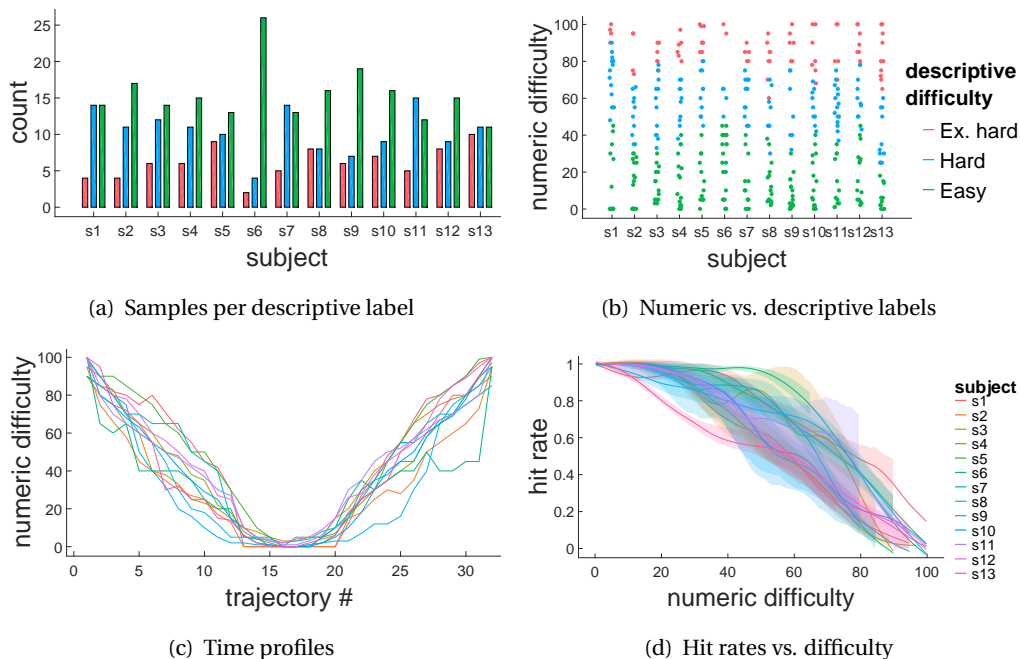 count
25
20
15
10
5
0
s1 s2 s3 s4 s5 s6 s7 s8 s9 s10 s11 s12 s13
subject
(a) Samples per descriptive label
numeric difficulty
100
80
60
40
20
0
s1 s2 s3 s4 s5 s6 s7 s8 s9 s10 s11 s12 s13
subject
descriptive
difficulty
Ex. hard
Hard
Easy
(b) Numeric vs. descriptive labels
numeric difficulty
100
80
60
40
20
0
0 5 10 15 20 25 30
trajectory #
(c) Time profiles
hit rate
1
0.8
0.6
0.4
0.2
0
0 20 40 60 80 100
numeric difficulty
subject
s1
s2
s3
s4
s5
s6
s7
s8
s9
s10
s11
s12
s13
(d) Hit rates vs. difficulty